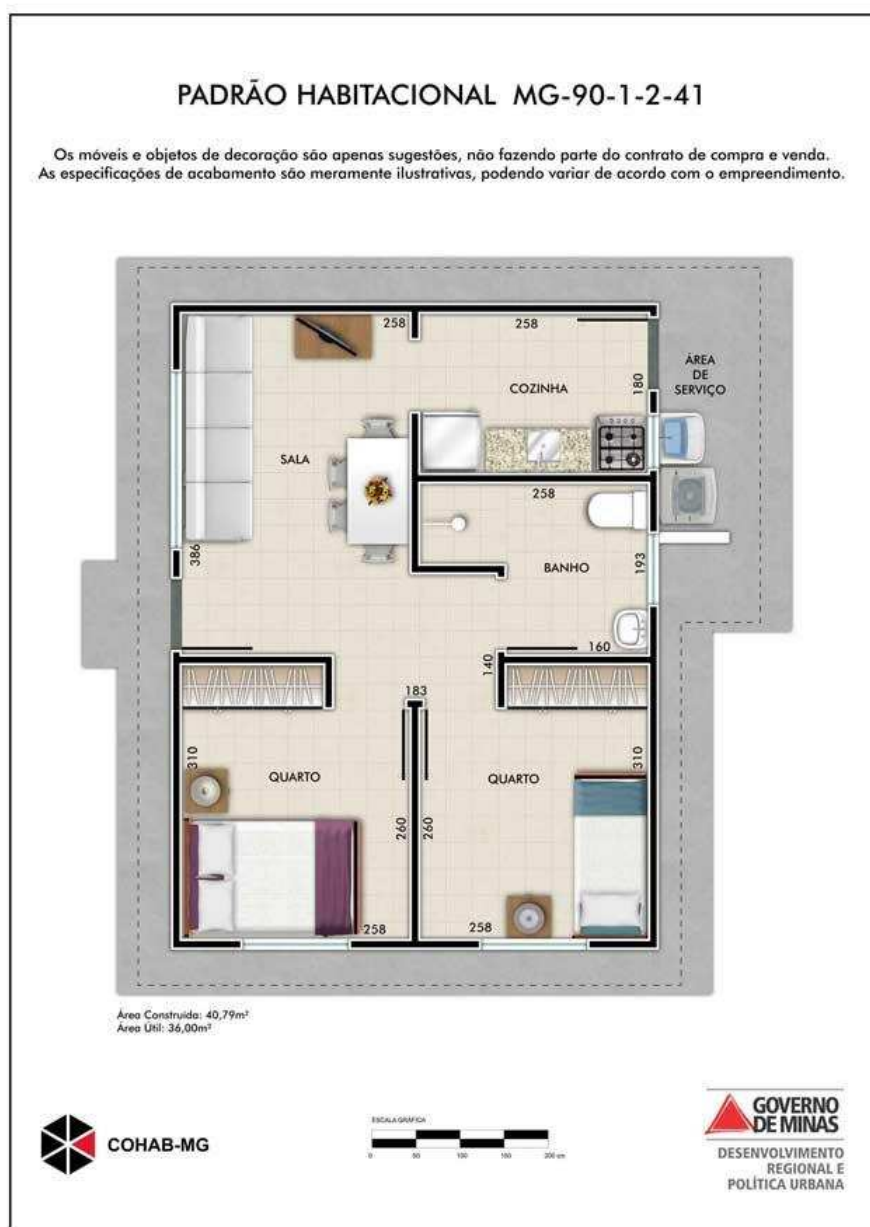 PADRÃO HABITACIONAL MG-90-1-2-41
Os móveis e objetos de decoração são apenas sugestões, não fazendo parte do contrato de compra e venda.
As especificações de acabamento são meramente ilustrativas, podendo variar de acordo com o empreendimento.
258
258
ÁREA
DE
SERVIÇO
COZINHA
180
SALA
258
386
BANHO
193
160
140
183
310
QUARTO
QUARTO
310
260
260
258
258
Área Construída: 40,79m²
Área Útil: 36,00m²
COHAB-MG
ESCALA GRÁFICA
0 50 100 150 200 cm
GOVERNO
DE MINAS
DESENVOLVIMENTO
REGIONAL E
POLÍTICA URBANA